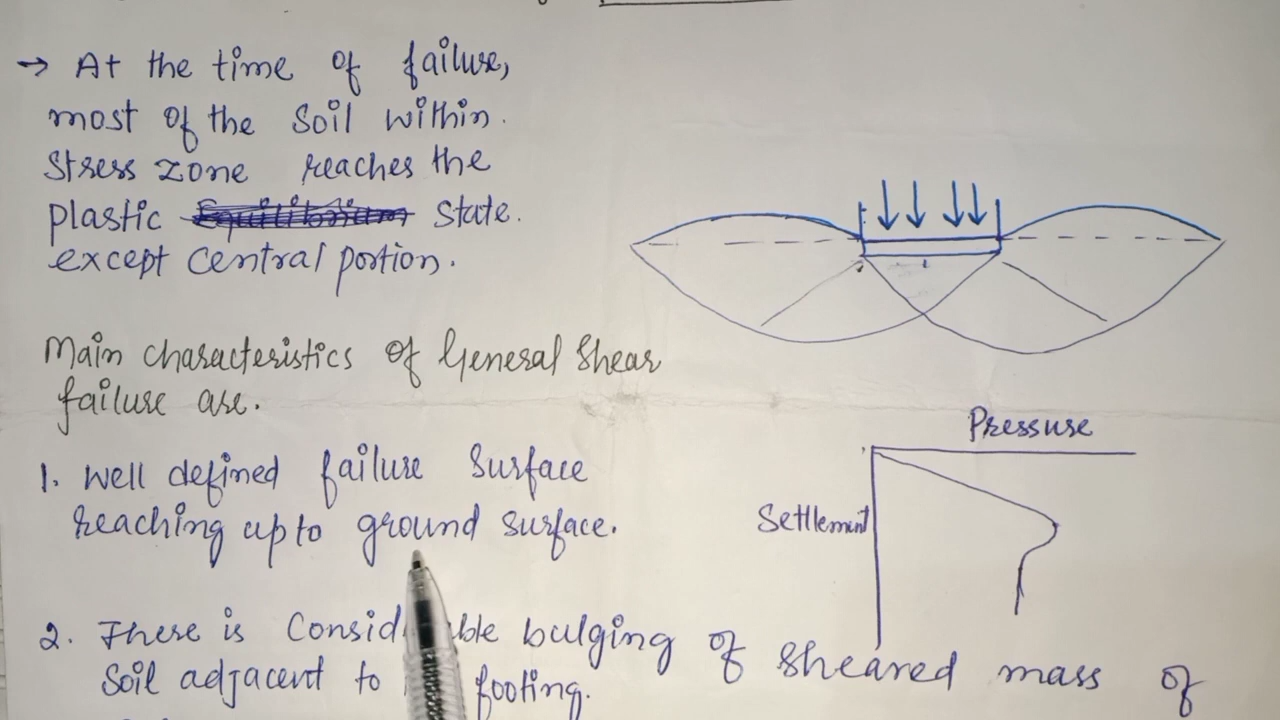 → At the time of failure,
most of the Soil within.
Stress zone reaches the
plastic Equilibrium State.
except Central portion.
Main characteristics of General Shear
failure are.
1. Well defined failure Surface
reaching up to ground surface.
Pressure
Settlement
2. There is Considble bulging of sheared mass of
Soil adjacent to footing.